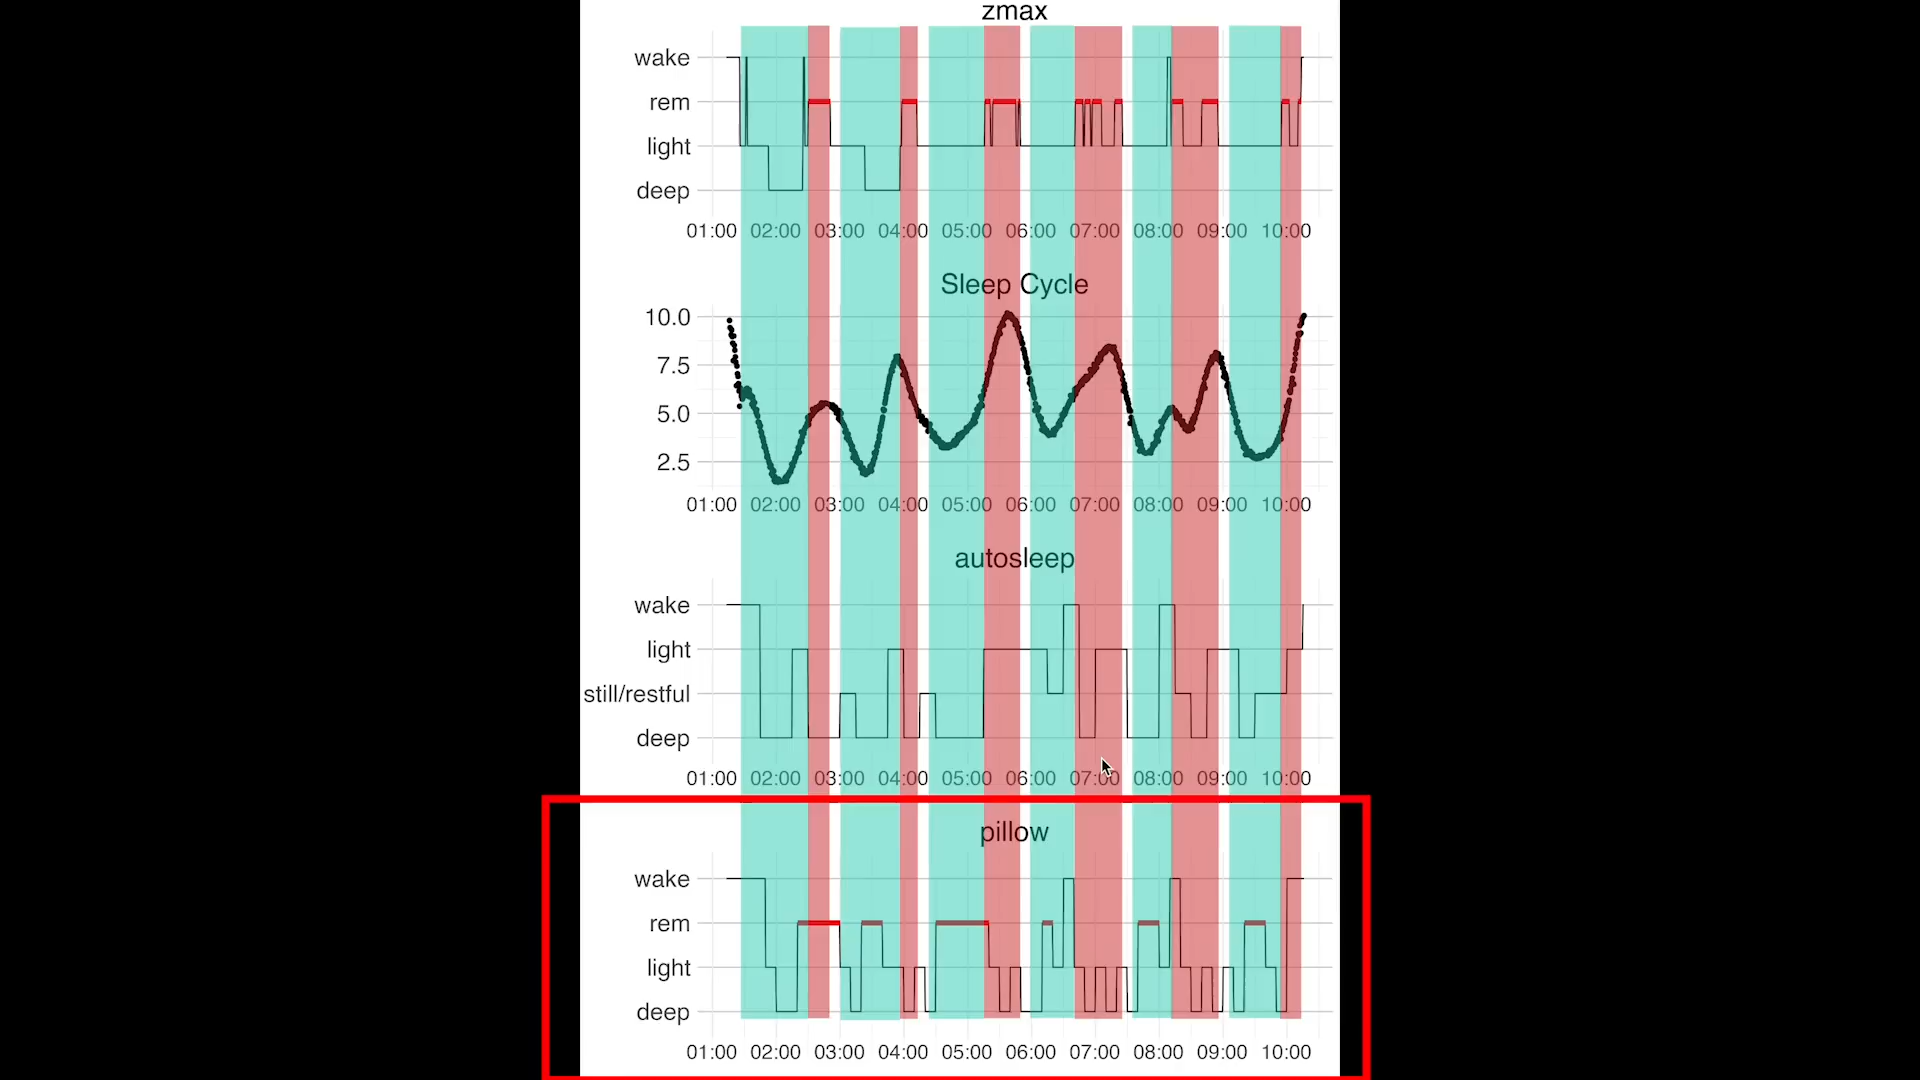 zmax
wake
rem
light
deep
01:00 02:00 03:00 04:00 05:00 06:00 07:00 08:00 09:00 10:00
Sleep Cycle
10.0
7.5
5.0
2.5
01:00 02:00 03:00 04:00 05:00 06:00 07:00 08:00 09:00 10:00
autosleep
wake
light
still/restful
deep
01:00 02:00 03:00 04:00 05:00 06:00 07:00 08:00 09:00 10:00
pillow
wake
rem
light
deep
01:00 02:00 03:00 04:00 05:00 06:00 07:00 08:00 09:00 10:00